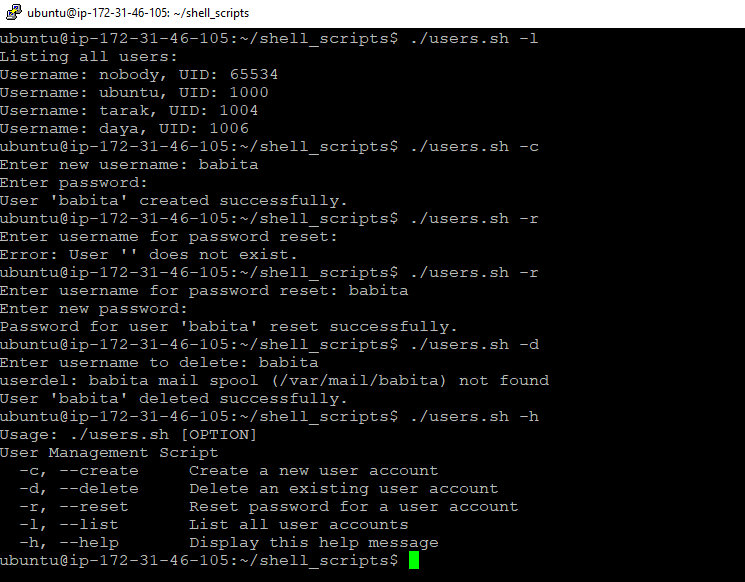 ubuntu@ip-172-31-46-105: ~/shell_scripts
ubuntu@ip-172-31-46-105:~/shell_scripts$ ./users.sh -l
Listing all users:
Username: nobody, UID: 65534
Username: ubuntu, UID: 1000
Username: tarak, UID: 1004
Username: daya, UID: 1006
ubuntu@ip-172-31-46-105:~/shell_scripts$ ./users.sh -c
Enter new username: babita
Enter password:
User 'babita' created successfully.
ubuntu@ip-172-31-46-105:~/shell_scripts$ ./users.sh -r
Enter username for password reset:
Error: User '' does not exist.
ubuntu@ip-172-31-46-105:~/shell_scripts$ ./users.sh -r
Enter username for password reset: babita
Enter new password:
Password for user 'babita' reset successfully.
ubuntu@ip-172-31-46-105:~/shell_scripts$ ./users.sh -d
Enter username to delete: babita
userdel: babita mail spool (/var/mail/babita) not found
User 'babita' deleted successfully.
ubuntu@ip-172-31-46-105:~/shell_scripts$ ./users.sh -h
Usage: ./users.sh [OPTION]
User Management Script
  -c, --create     Create a new user account
  -d, --delete     Delete an existing user account
  -r, --reset      Reset password for a user account
  -l, --list       List all user accounts
  -h, --help       Display this help message
ubuntu@ip-172-31-46-105:~/shell_scripts$